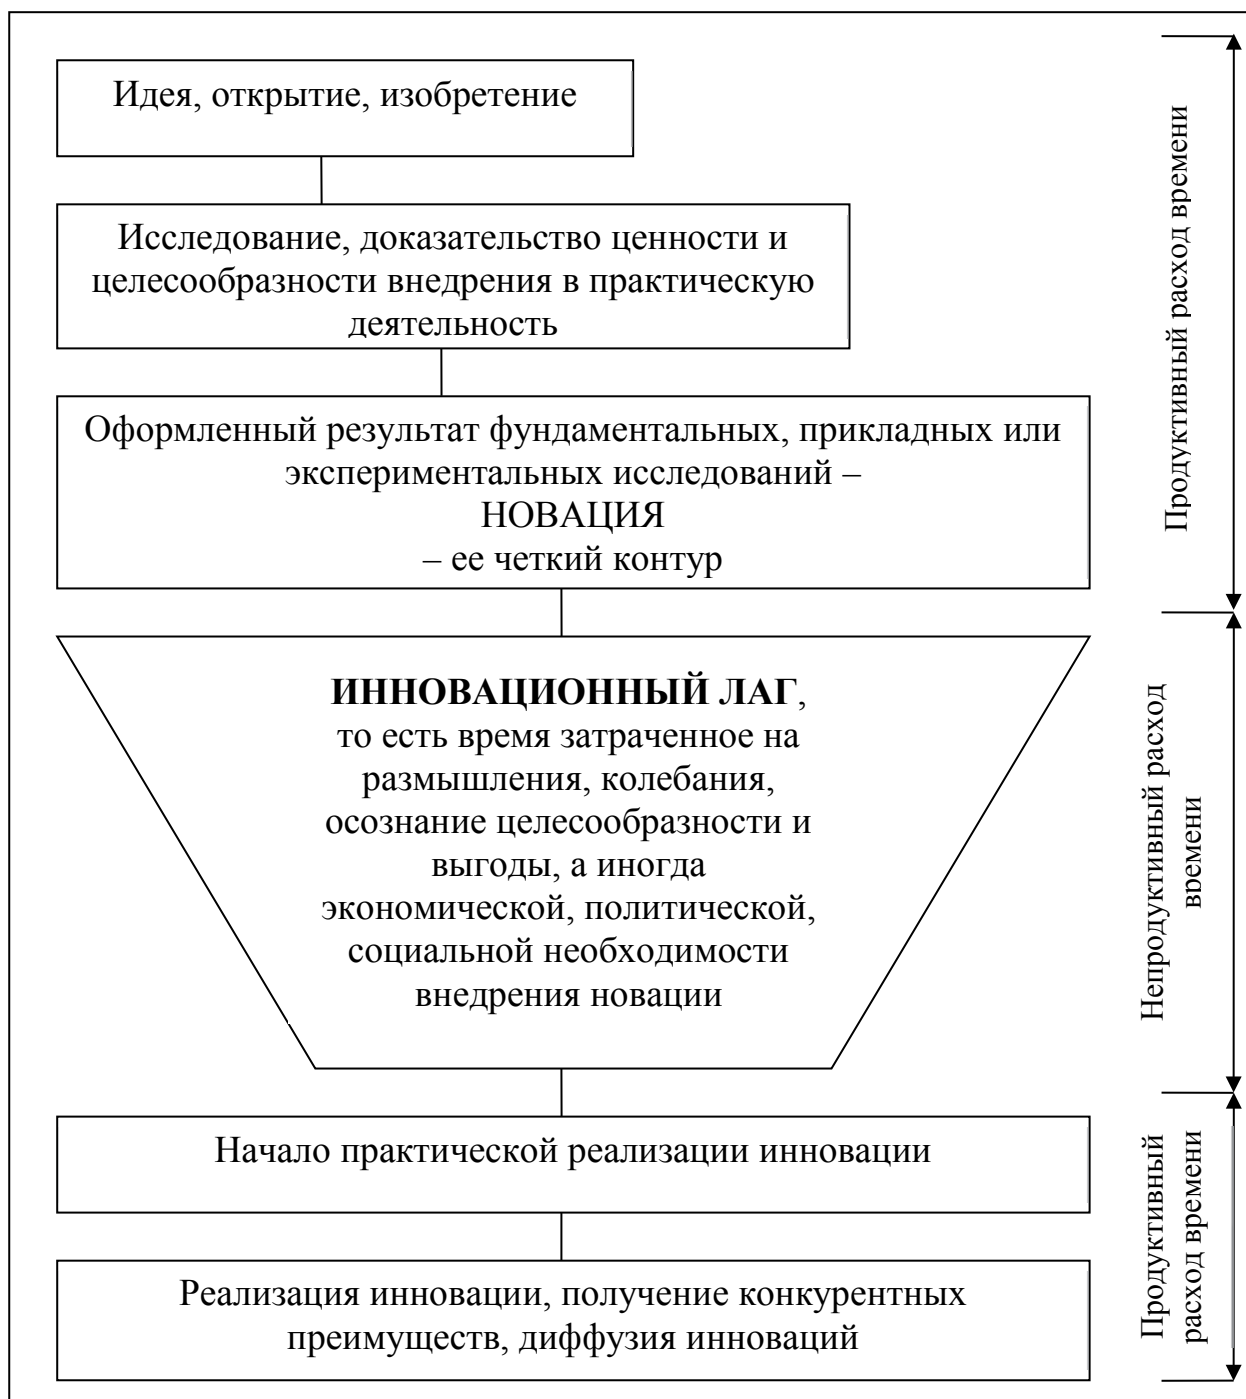 Идея, открытие, изобретение
Исследование, доказательство ценности и
целесообразности внедрения в практическую
деятельность
Оформленный результат фундаментальных, прикладных или
экспериментальных исследований –
НОВАЦИЯ
– ее четкий контур
ИННОВАЦИОННЫЙ ЛАГ,
то есть время затраченное на
размышления, колебания,
осознание целесообразности и
выгоды, а иногда
экономической, политической,
социальной необходимости
внедрения новации
Начало практической реализации инновации
Реализация инновации, получение конкурентных
преимуществ, диффузия инноваций
Продуктивный расход времени
Непродуктивный расход
времени
Продуктивный
расход времени